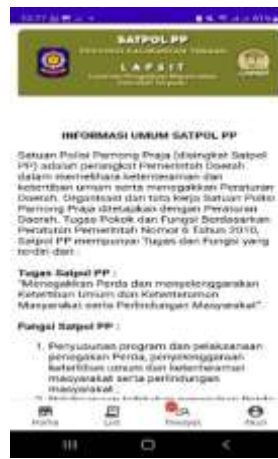 SATPOL PP
PROVINSI KALIMANTAN TENGAH
LAPSIT
INFORMASI UMUM SATPOL PP
Satuan Polisi Pamong Praja (disingkat Satpol
PP) adalah perangkat Pemerintah Daerah
dalam memelihara ketenteraman dan
ketertiban umum serta menegakkan Peraturan
Daerah. Organisasi dan tata kerja Satuan Polisi
Pamong Praja ditetapkan dengan Peraturan
Daerah. Tugas Pokok dan Fungsi Berdasarkan
Peraturan Pemerintah Nomor 6 Tahun 2010,
Satpol PP mempunyai Tugas dan Fungsi yang
terdiri dari :
Tugas Satpol PP :
"Menegakkan Perda dan menyelenggarakan
Ketertiban Umum dan Ketenteraman
Masyarakat serta Perlindungan Masyarakat"
Fungsi Satpol PP :
1. Penyusunan program dan pelaksanaan
penegakan Perda, penyelenggaraan
ketertiban umum dan ketenteraman
masyarakat serta perlindungan
masyarakat.
Home
List
Riwayat
Akun